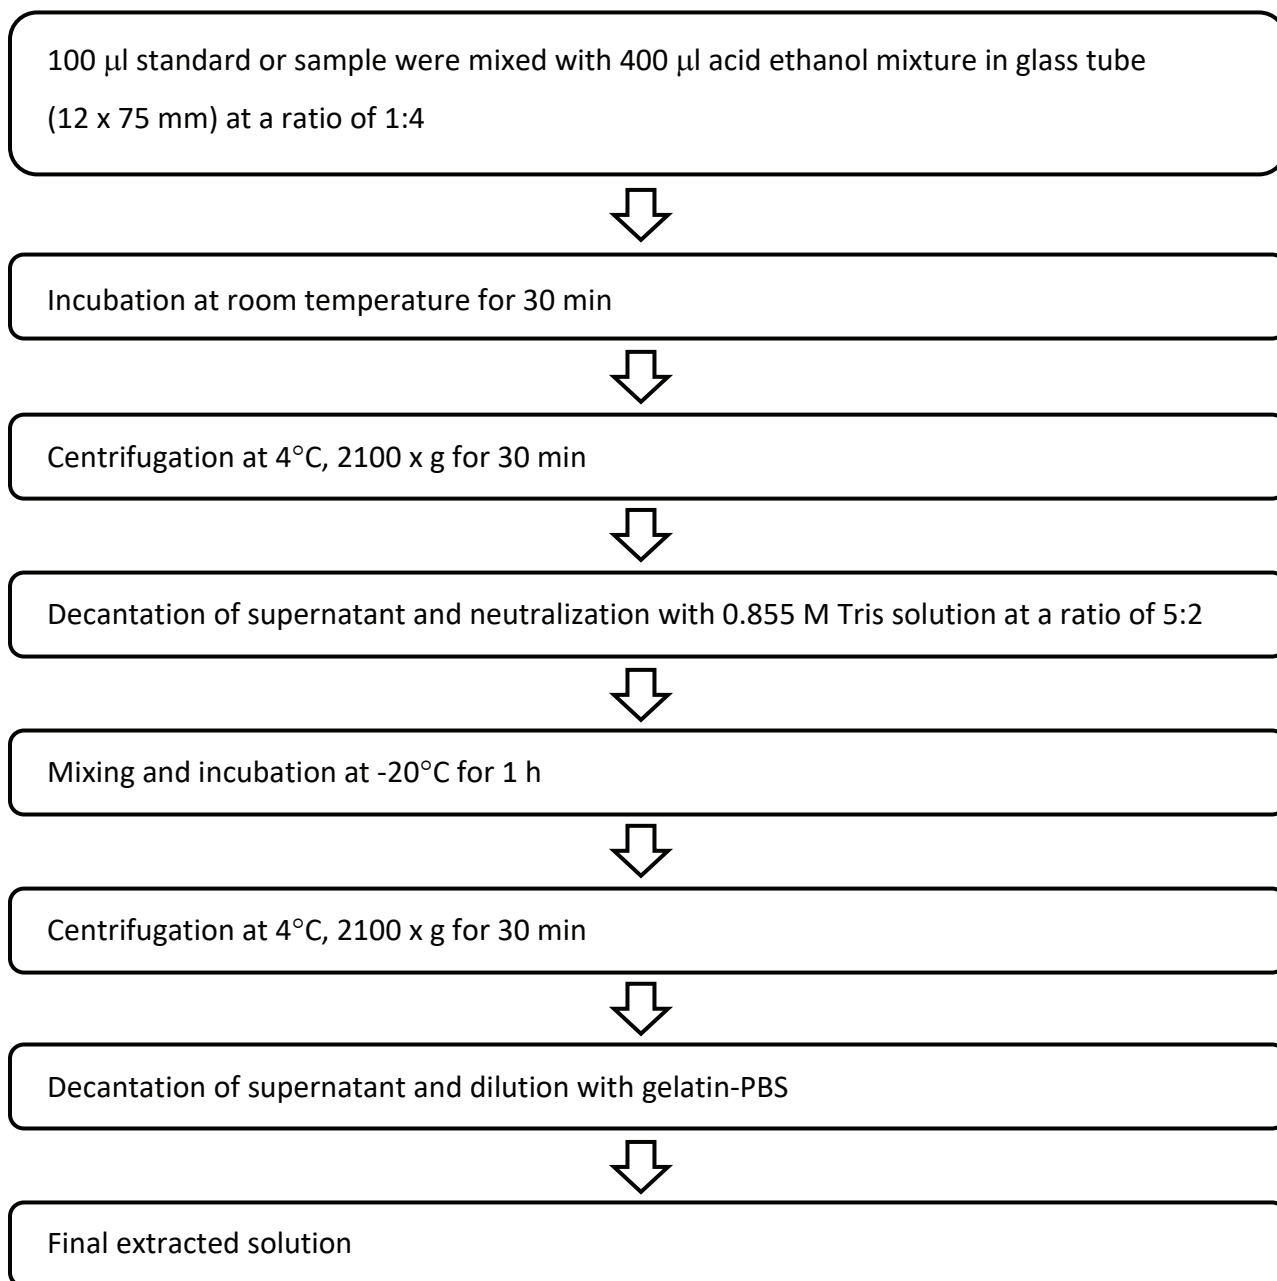 100 μl standard or sample were mixed with 400 μl acid ethanol mixture in glass tube
(12 x 75 mm) at a ratio of 1:4
Incubation at room temperature for 30 min
Centrifugation at 4°C, 2100 x g for 30 min
Decantation of supernatant and neutralization with 0.855 M Tris solution at a ratio of 5:2
Mixing and incubation at -20°C for 1 h
Centrifugation at 4°C, 2100 x g for 30 min
Decantation of supernatant and dilution with gelatin-PBS
Final extracted solution